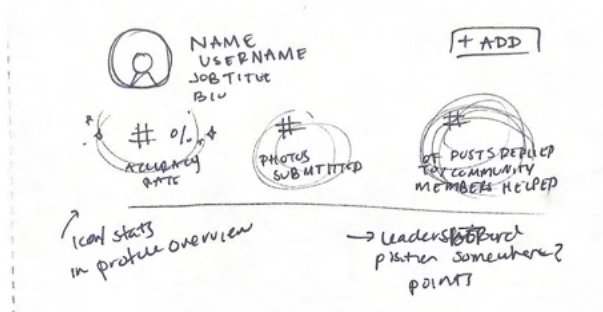 NAME
USERNAME
JOB TITLE
BIO
+ ADD
# %
ACCURACY
RATE
#
PHOTOS
SUBMITTED
#
OF POSTS REPLIED
TO / COMMUNITY
MEMBERS HELPED
icon stats
in profile overview
→ leaderboard
position somewhere?
points